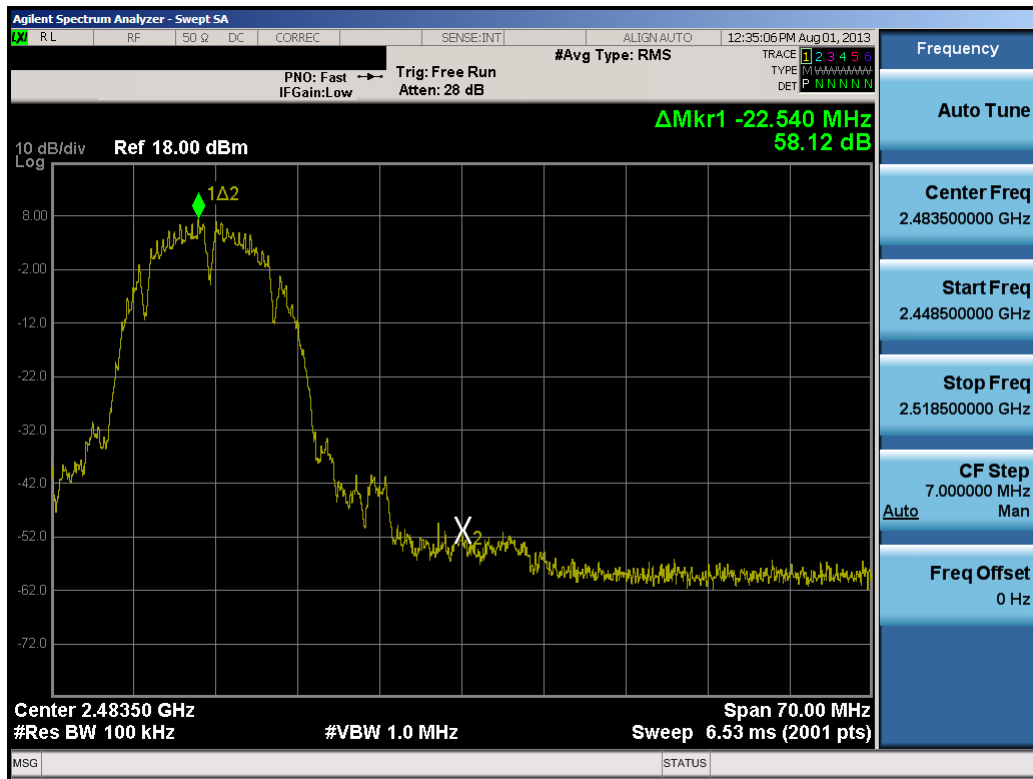 Agilent Spectrum Analyzer - Swept SA
LXI RL RF 50 Ω DC CORREC SENSE:INT ALIGN AUTO 12:35:06 PM Aug 01, 2013
#Avg Type: RMS
TRACE 1 2 3 4 5 6
PNO: Fast Trig: Free Run
TYPE M W W W W W
IFGain:Low Atten: 28 dB
DET P N N N N N
ΔMkr1 -22.540 MHz
58.12 dB
10 dB/div Ref 18.00 dBm
Log
1Δ2
8.00
-2.00
-12.0
-22.0
-32.0
-42.0
-52.0
X2
-62.0
-72.0
Center 2.48350 GHz Span 70.00 MHz
#Res BW 100 kHz #VBW 1.0 MHz Sweep 6.53 ms (2001 pts)
MSG STATUS
Frequency
Auto Tune
Center Freq
2.483500000 GHz
Start Freq
2.448500000 GHz
Stop Freq
2.518500000 GHz
CF Step
7.000000 MHz
Auto Man
Freq Offset
0 Hz